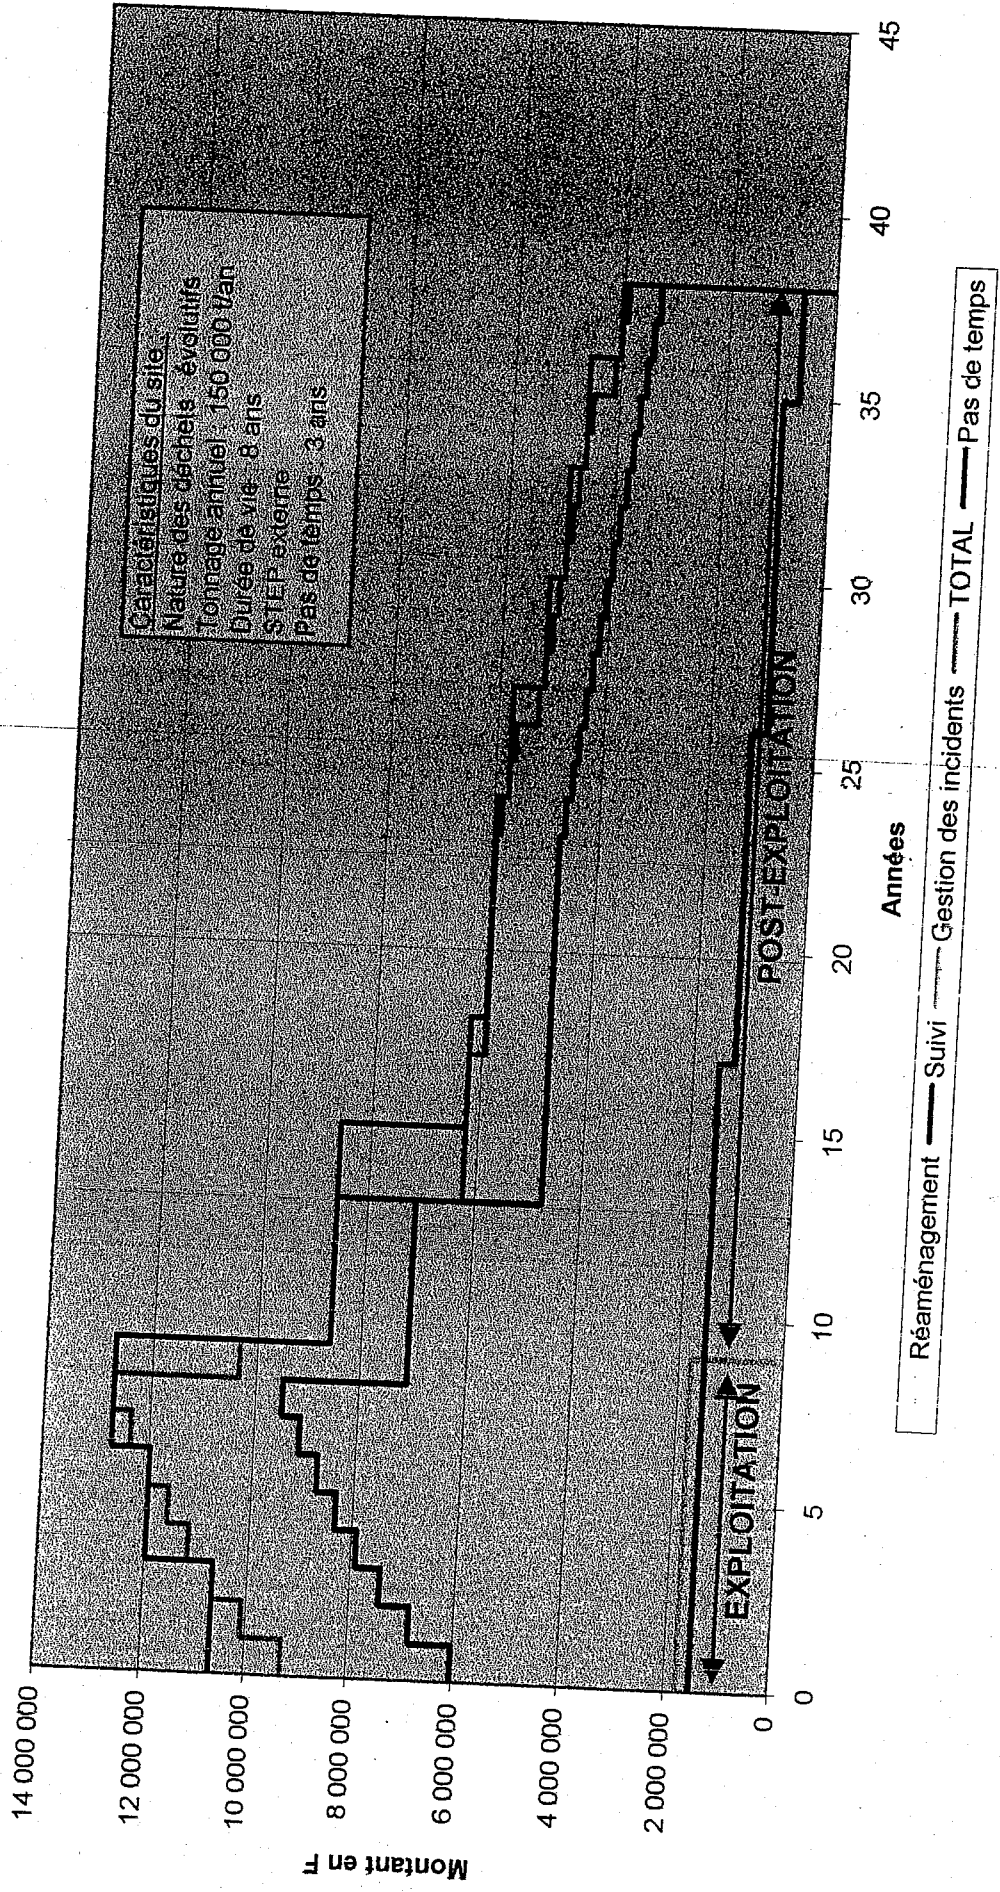 Montant en F
14 000 000
12 000 000
10 000 000
8 000 000
6 000 000
4 000 000
2 000 000
0
Caractéristiques du site
Nature des déchets : évolutifs
Tonnage annuel : 150 000 t/an
Durée de vie : 8 ans
STEP externe
Pas de temps : 3 ans
EXPLOITATION
POST-EXPLOITATION
0
5
10
15
20
25
30
35
40
45
Années
Réaménagement
Suivi
Gestion des incidents
TOTAL
Pas de temps